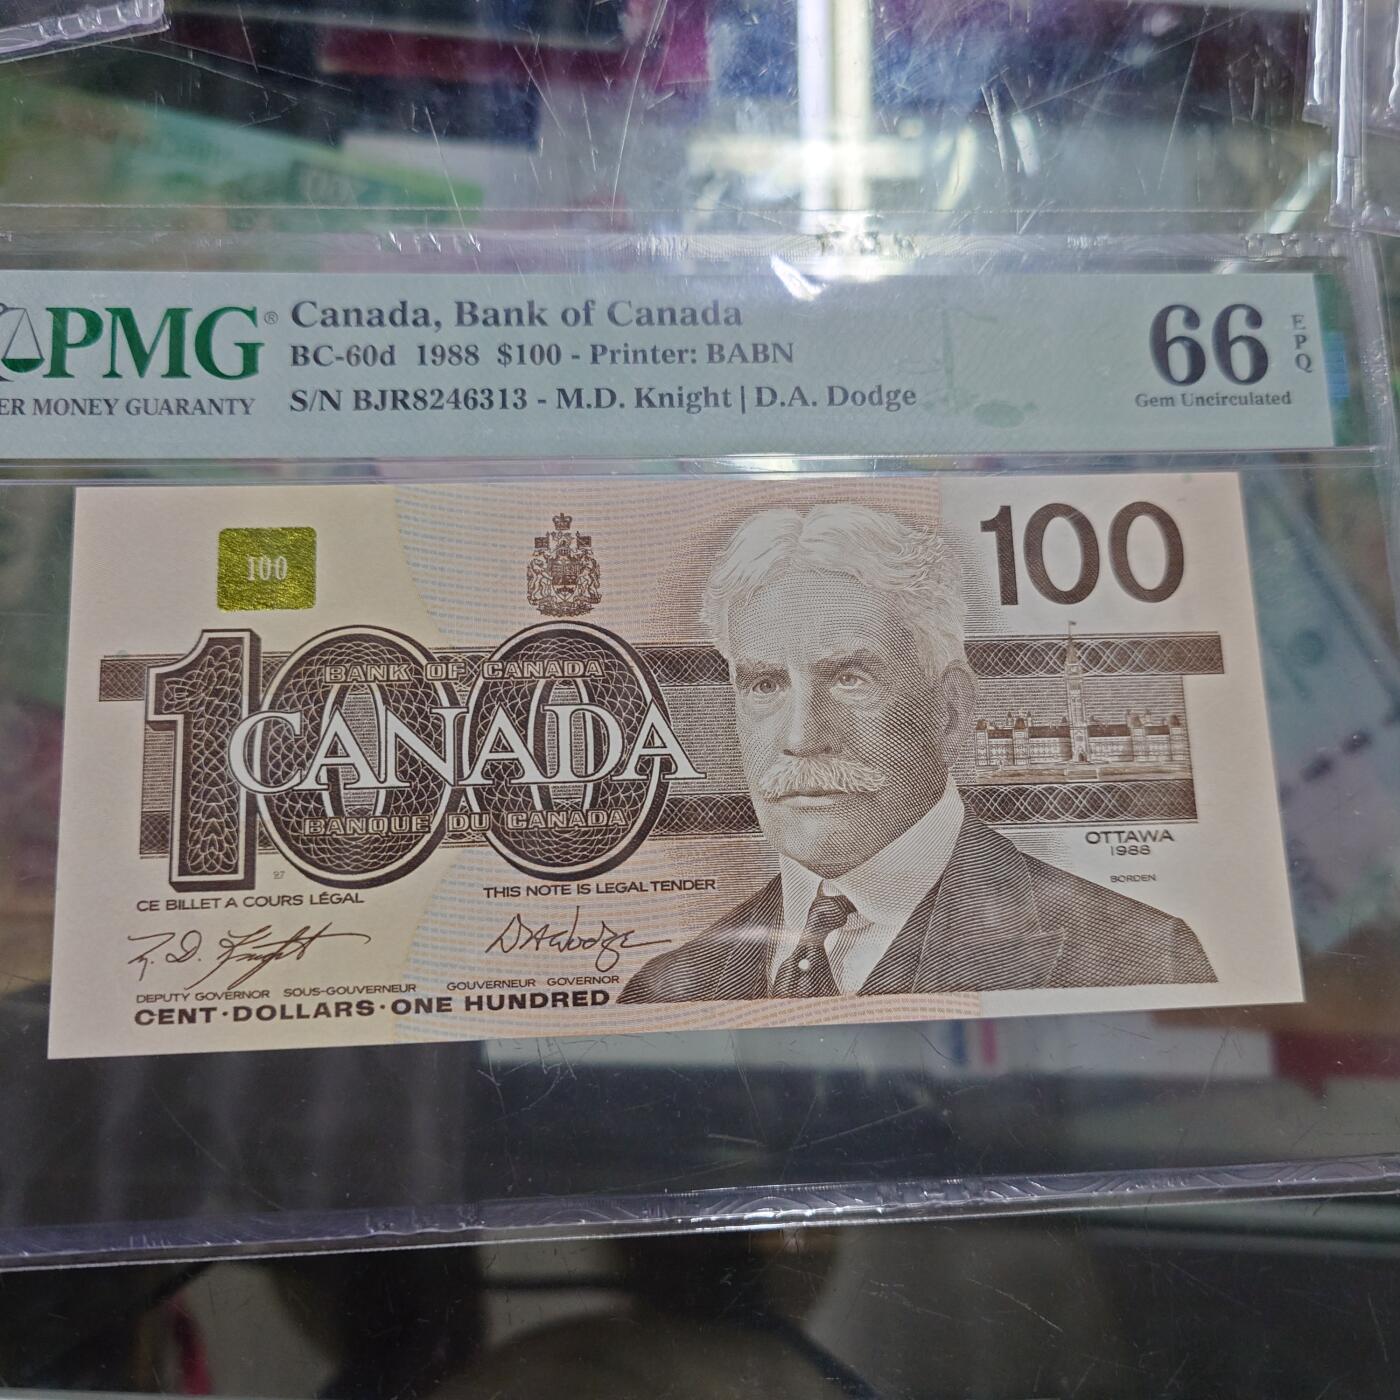 PMG®
ER MONEY GUARANTY
Canada, Bank of Canada
BC-60d 1988 $100 - Printer: BABN
S/N BJR8246313 - M.D. Knight | D.A. Dodge
66
EPQ
Gem Uncirculated
100
100
100
BANK OF CANADA
CANADA
BANQUE DU CANADA
OTTAWA
1988
BORDEN
CE BILLET A COURS LÉGAL
THIS NOTE IS LEGAL TENDER
DEPUTY GOVERNOR SOUS-GOUVERNEUR GOUVERNEUR GOVERNOR
CENT·DOLLARS·ONE HUNDRED